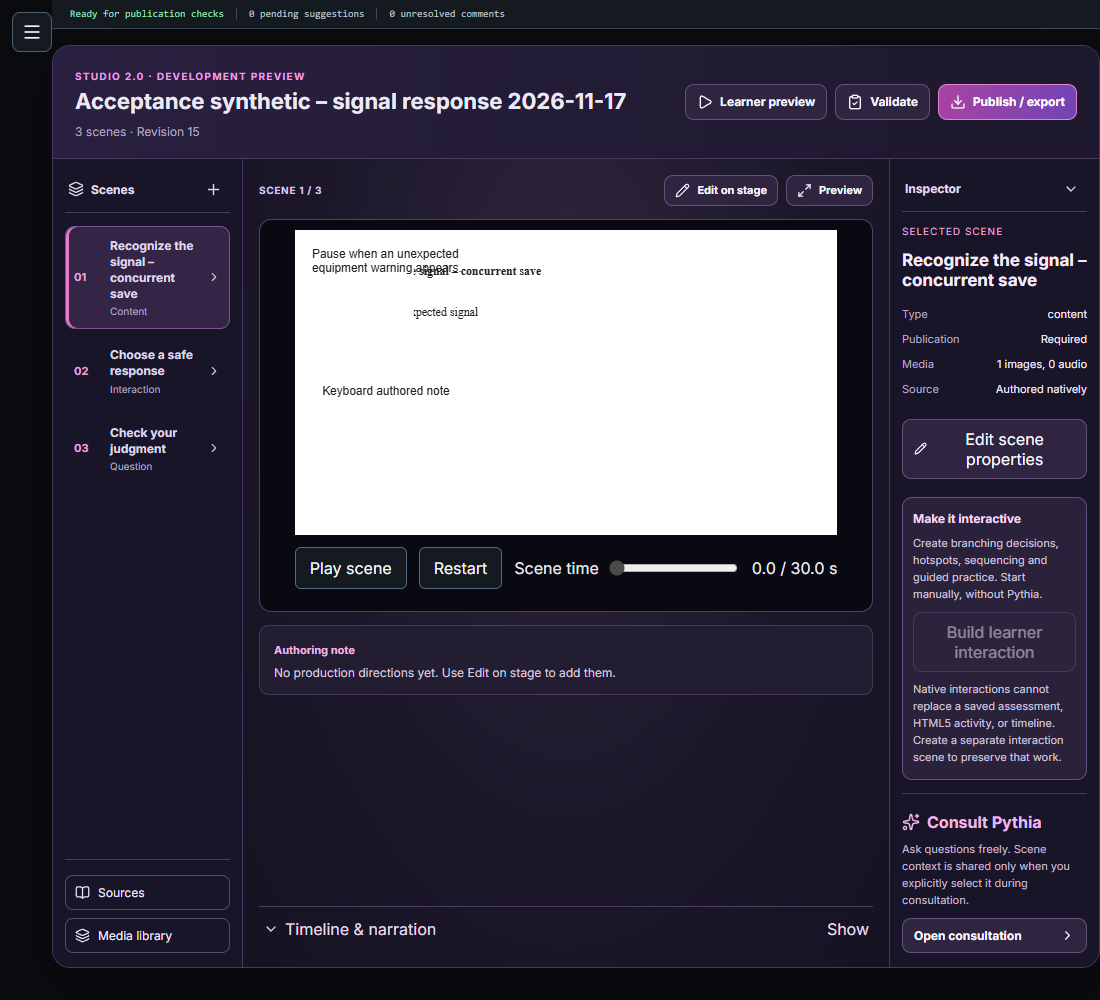 Ready for publication checks
0 pending suggestions
0 unresolved comments
STUDIO 2.0 · DEVELOPMENT PREVIEW
Acceptance synthetic – signal response 2026-11-17
3 scenes · Revision 15
Learner preview
Validate
Publish / export
Scenes
01
Recognize the
signal –
concurrent
save
Content
02
Choose a safe
response
Interaction
03
Check your
judgment
Question
Sources
Media library
SCENE 1 / 3
Edit on stage
Preview
Pause when an unexpected
equipment warning appears.
signal – concurrent save
pected signal
Keyboard authored note
Play scene
Restart
Scene time
0.0 / 30.0 s
Authoring note
No production directions yet. Use Edit on stage to add them.
Timeline & narration
Show
Inspector
SELECTED SCENE
Recognize the signal –
concurrent save
Type
content
Publication
Required
Media
1 images, 0 audio
Source
Authored natively
Edit scene
properties
Make it interactive
Create branching decisions,
hotspots, sequencing and
guided practice. Start
manually, without Pythia.
Build learner
interaction
Native interactions cannot
replace a saved assessment,
HTML5 activity, or timeline.
Create a separate interaction
scene to preserve that work.
Consult Pythia
Ask questions freely. Scene
context is shared only when you
explicitly select it during
consultation.
Open consultation